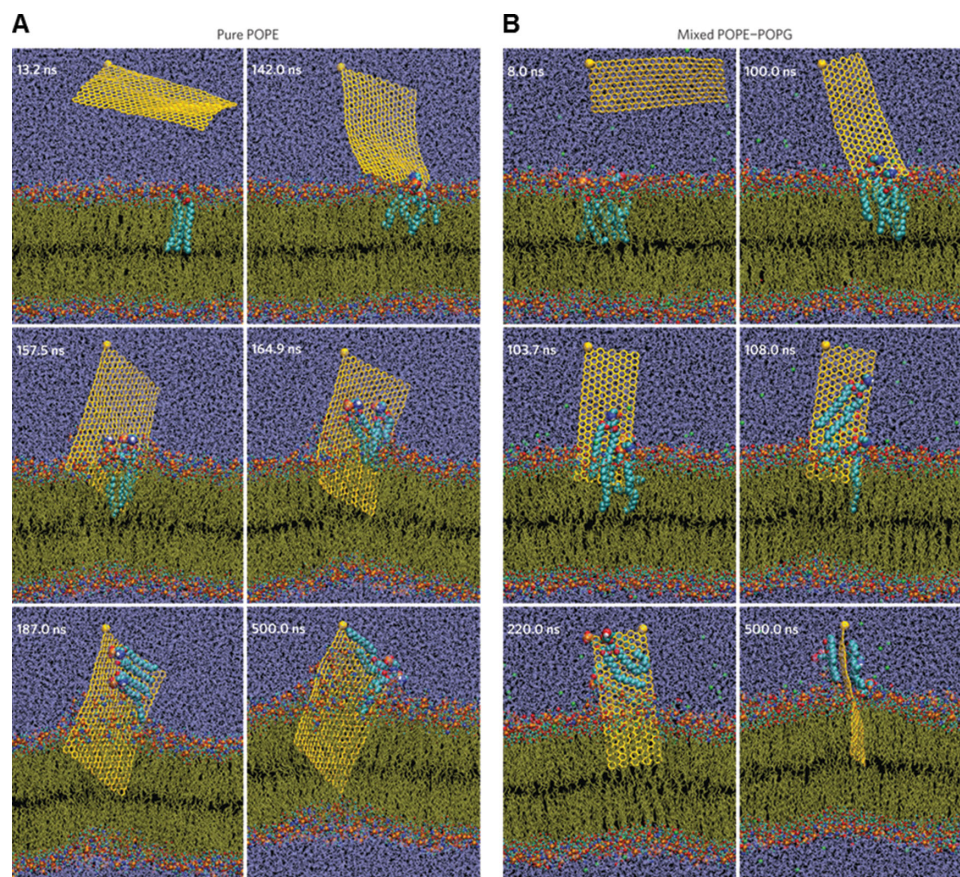 A
Pure POPE
13.2 ns
142.0 ns
157.5 ns
164.9 ns
187.0 ns
500.0 ns
B
Mixed POPE–POPG
8.0 ns
100.0 ns
103.7 ns
108.0 ns
220.0 ns
500.0 ns